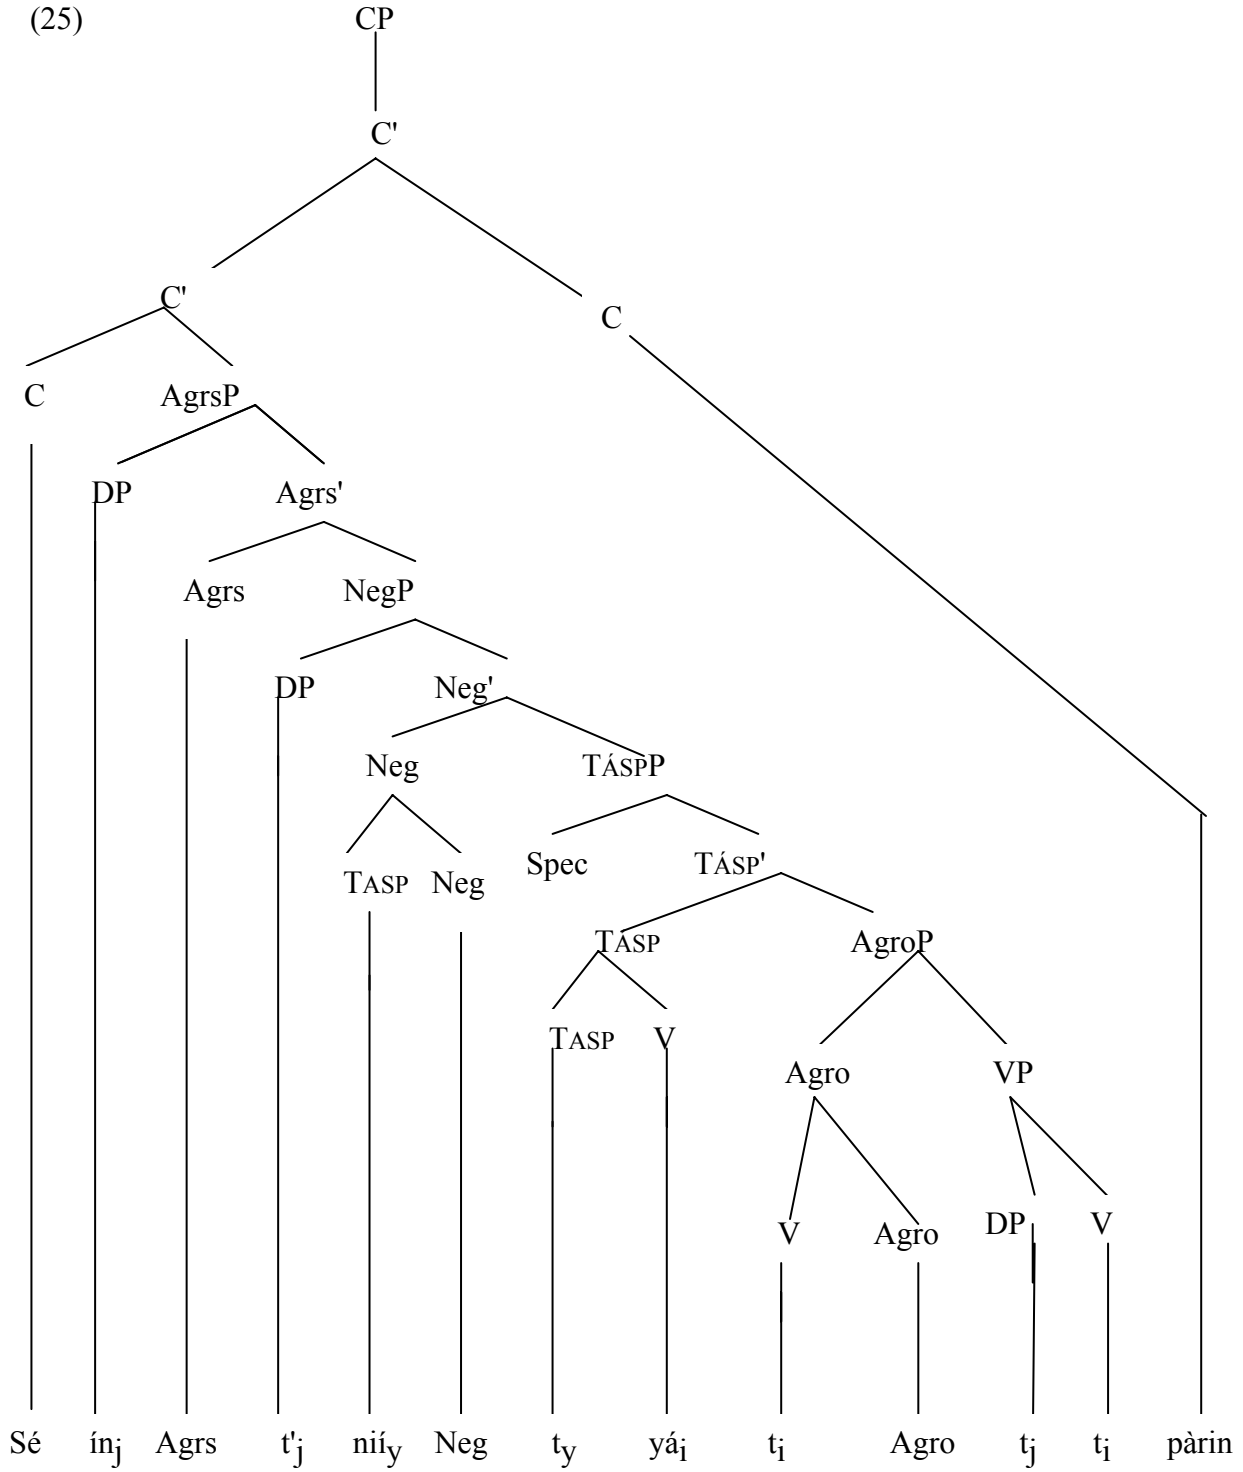 (25) CP
C'
C'
C
C AgrsP
DP Agrs'
Agrs NegP
DP Neg'
Neg TÁSPP
Spec TÁSP'
TASP Neg
TÁSP AgroP
TASP V
Agro VP
V Agro DP V
Sé ínj Agrs t'j niíy Neg ty yái ti Agro tj ti pàrin